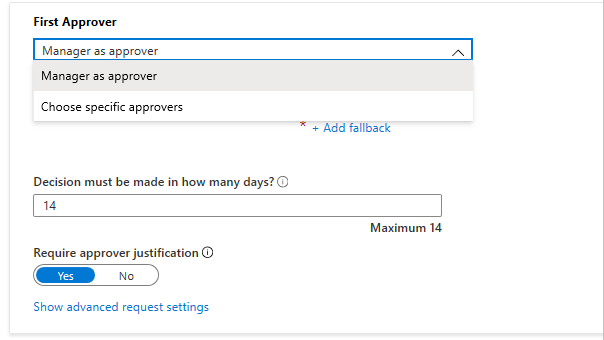 First Approver
Manager as approver
Manager as approver
Choose specific approvers
* + Add fallback
Decision must be made in how many days?
14
Maximum 14
Require approver justification
Yes No
Show advanced request settings